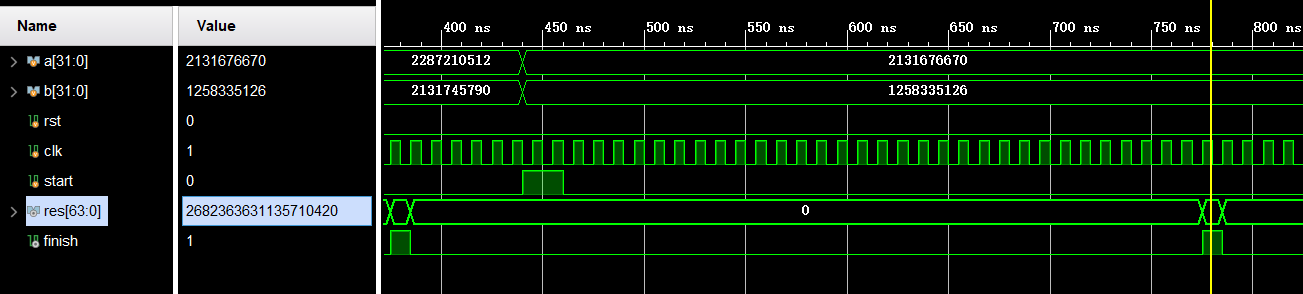 Name Value 400 ns 450 ns 500 ns 550 ns 600 ns 650 ns 700 ns 750 ns 800 ns
a[31:0] 2131676670 2287210512 2131676670
b[31:0] 1258335126 2131745790 1258335126
rst 0
clk 1
start 0
res[63:0] 2682363631135710420 0
finish 1